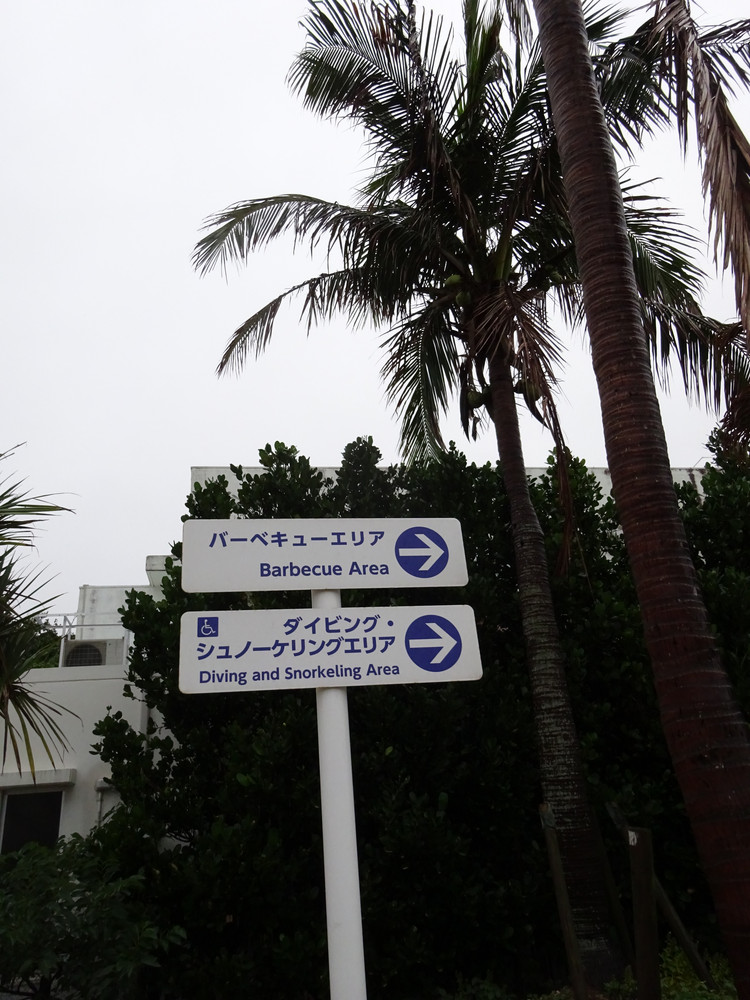 バーベキューエリア
Barbecue Area
ダイビング・
シュノーケリングエリア
Diving and Snorkeling Area